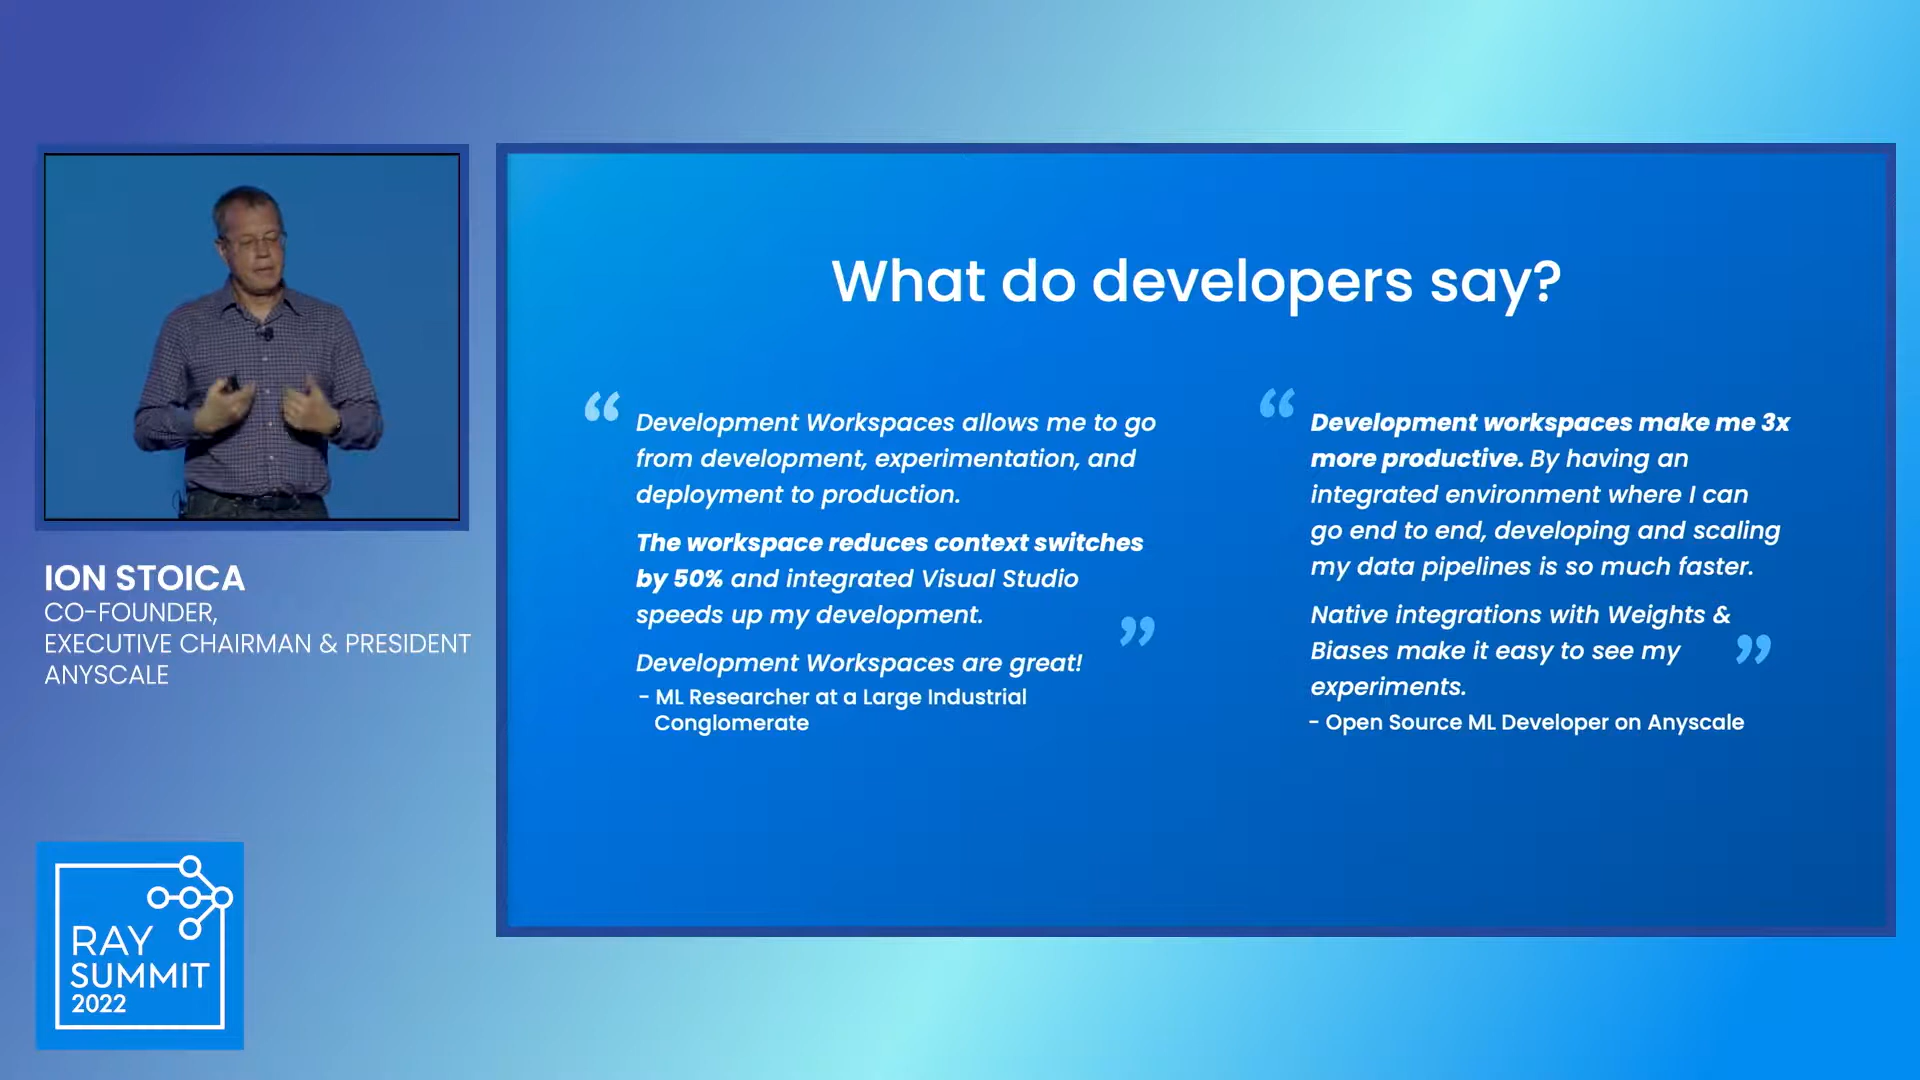 What do developers say?
“
Development Workspaces allows me to go
from development, experimentation, and
deployment to production.
The workspace reduces context switches
by 50% and integrated Visual Studio
speeds up my development.
”
Development Workspaces are great!
- ML Researcher at a Large Industrial
Conglomerate
“
Development workspaces make me 3x
more productive. By having an
integrated environment where I can
go end to end, developing and scaling
my data pipelines is so much faster.
Native integrations with Weights &
Biases make it easy to see my
”
experiments.
- Open Source ML Developer on Anyscale
ION STOICA
CO-FOUNDER,
EXECUTIVE CHAIRMAN & PRESIDENT
ANYSCALE
RAY
SUMMIT
2022